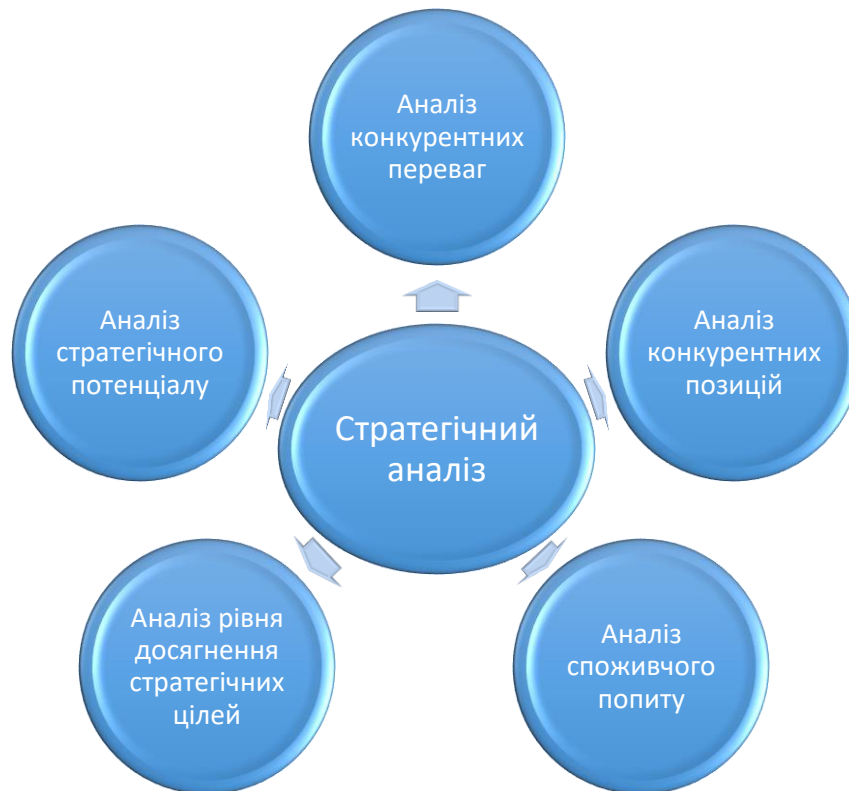 Аналіз
конкурентних
переваг
Аналіз
стратегічного
потенціалу
Аналіз
конкурентних
позицій
Стратегічний
аналіз
Аналіз рівня
досягнення
стратегічних
цілей
Аналіз
споживчого
попиту